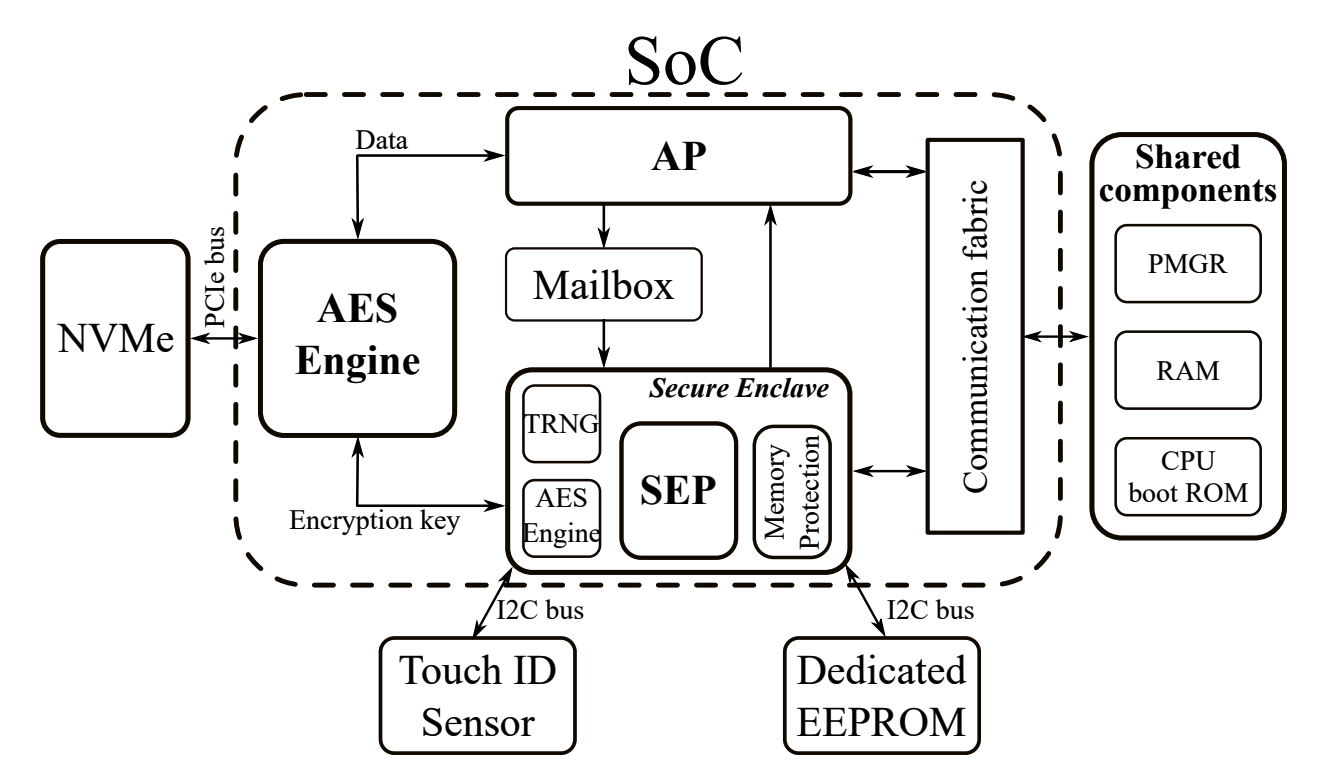 SoC
Data
AP
Shared
components
PMGR
RAM
CPU
boot ROM
Communication fabric
Mailbox
PCIe bus
NVMe
AES
Engine
Secure Enclave
TRNG
AES
Engine
SEP
Memory
Protection
Encryption key
I2C bus
I2C bus
Touch ID
Sensor
Dedicated
EEPROM